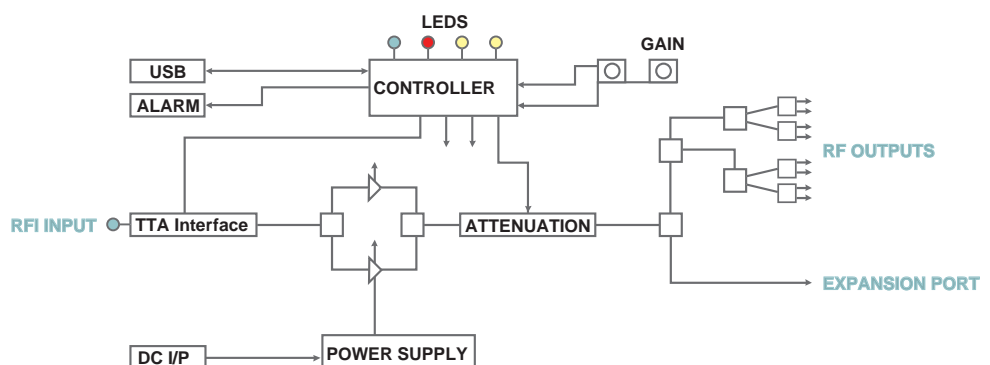 LEDS
GAIN
USB
CONTROLLER
ALARM
RF OUTPUTS
RFI INPUT
TTA Interface
ATTENUATION
EXPANSION PORT
DC I/P
POWER SUPPLY